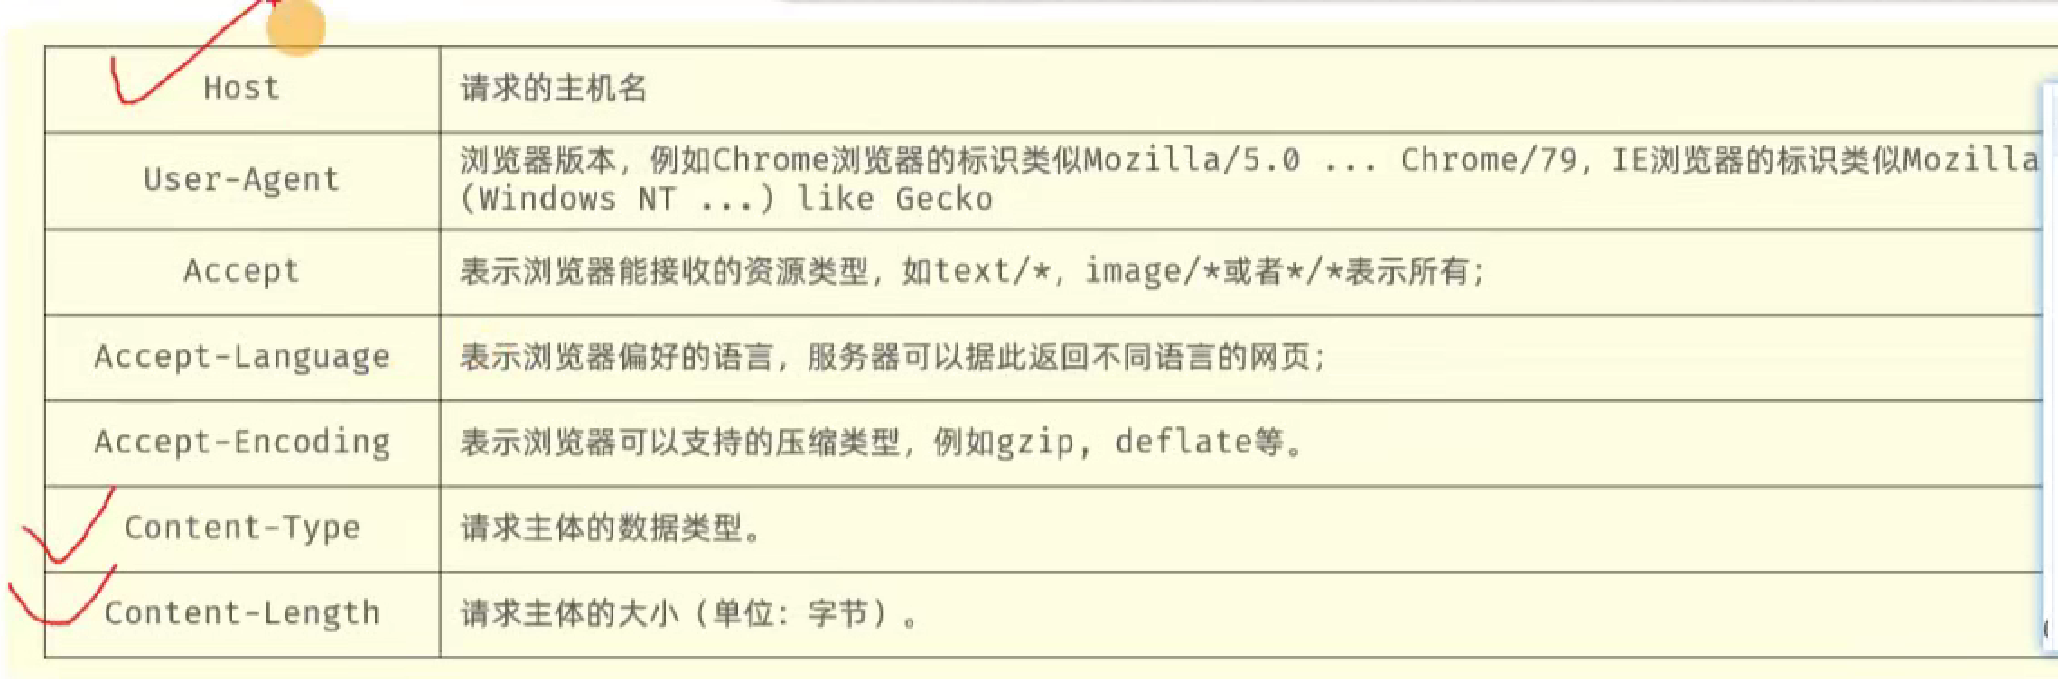 Host 请求的主机名
User-Agent 浏览器版本，例如Chrome浏览器的标识类似Mozilla/5.0 ... Chrome/79，IE浏览器的标识类似Mozilla
(Windows NT ...) like Gecko
Accept 表示浏览器能接收的资源类型，如text/*，image/*或者*/*表示所有；
Accept-Language 表示浏览器偏好的语言，服务器可以据此返回不同语言的网页；
Accept-Encoding 表示浏览器可以支持的压缩类型，例如gzip, deflate等。
Content-Type 请求主体的数据类型。
Content-Length 请求主体的大小（单位：字节）。